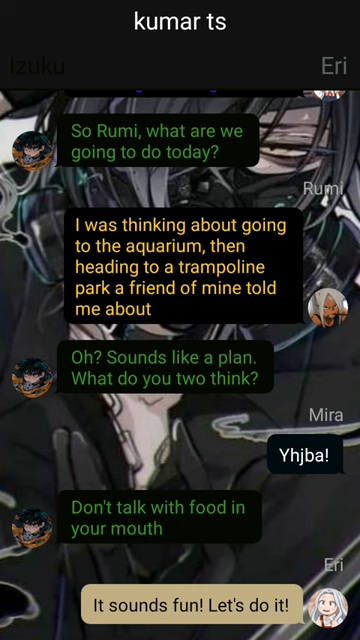 kumar ts
Izuku
Eri
So Rumi, what are we
going to do today?
Rumi
I was thinking about going
to the aquarium, then
heading to a trampoline
park a friend of mine told
me about
Oh? Sounds like a plan.
What do you two think?
Mira
Yhjba!
Don't talk with food in
your mouth
Eri
It sounds fun! Let's do it!